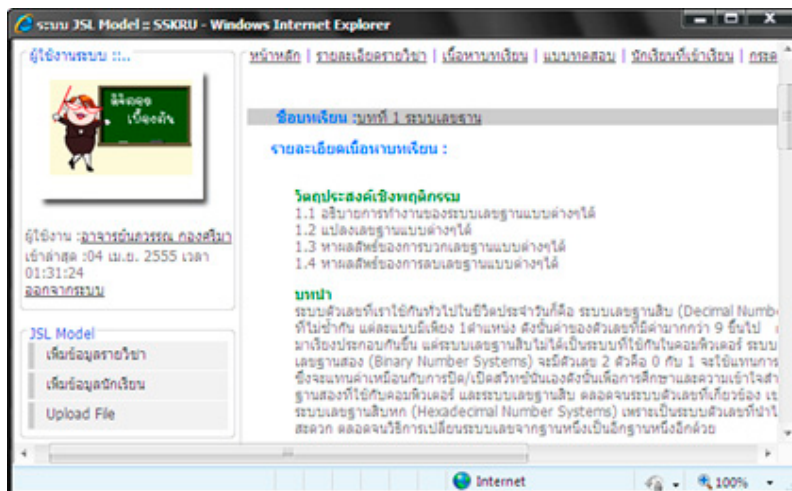 ระบบ JSL Model :: SSKRU - Windows Internet Explorer
ผู้ใช้งานระบบ ::..
ดิจิตอล
เบื้องต้น
ผู้ใช้งาน :อาจารย์นภวรรณ กองศรีมา
เข้าล่าสุด :04 เม.ย. 2555 เวลา
01:31:24
ออกจากระบบ
JSL Model
เพิ่มข้อมูลรายวิชา
เพิ่มข้อมูลนักเรียน
Upload File
หน้าหลัก | รายละเอียดรายวิชา | เนื้อหาบทเรียน | แบบทดสอบ | นักเรียนที่เข้าเรียน | กระด
ชื่อบทเรียน :บทที่ 1 ระบบเลขฐาน
รายละเอียดเนื้อหาบทเรียน :
วัตถุประสงค์เชิงพฤติกรรม
1.1 อธิบายการทำงานของระบบเลขฐานแบบต่างๆได้
1.2 แปลงเลขฐานแบบต่างๆได้
1.3 หาผลลัพธ์ของการบวกเลขฐานแบบต่างๆได้
1.4 หาผลลัพธ์ของการลบเลขฐานแบบต่างๆได้
บทนำ
ระบบตัวเลขที่เราใช้กันทั่วไปในชีวิตประจำวันก็คือ ระบบเลขฐานสิบ (Decimal Numb
ที่ไม่ซ้ำกัน แต่ละแบบมีเพียง 1ตำแหน่ง ดังนั้นค่าของตัวเลขที่มีค่ามากกว่า 9 ขึ้นไป
มาเรียงประกอบกันขึ้น แต่ระบบเลขฐานสิบไม่ได้เป็นระบบที่ใช้กันในคอมพิวเตอร์ ระบบ
เลขฐานสอง (Binary Number Systems) จะมีตัวเลข 2 ตัวคือ 0 กับ 1 จะใช้แทนการ
ซึ่งจะแทนค่าเหมือนกับการปิด/เปิดสวิทซ์นั่นเองดังนั้นเพื่อการศึกษาและความเข้าใจสำ
ฐานสองที่ใช้กับคอมพิวเตอร์ และระบบเลขฐานสิบ ตลอดจนระบบตัวเลขที่เกี่ยวข้อง เช
ระบบเลขฐานสิบหก (Hexadecimal Number Systems) เพราะเป็นระบบตัวเลขที่นำไ
สะดวก ตลอดจนวิธีการเปลี่ยนระบบเลขจากฐานหนึ่งเป็นอีกฐานหนึ่งอีกด้วย
Internet
100%